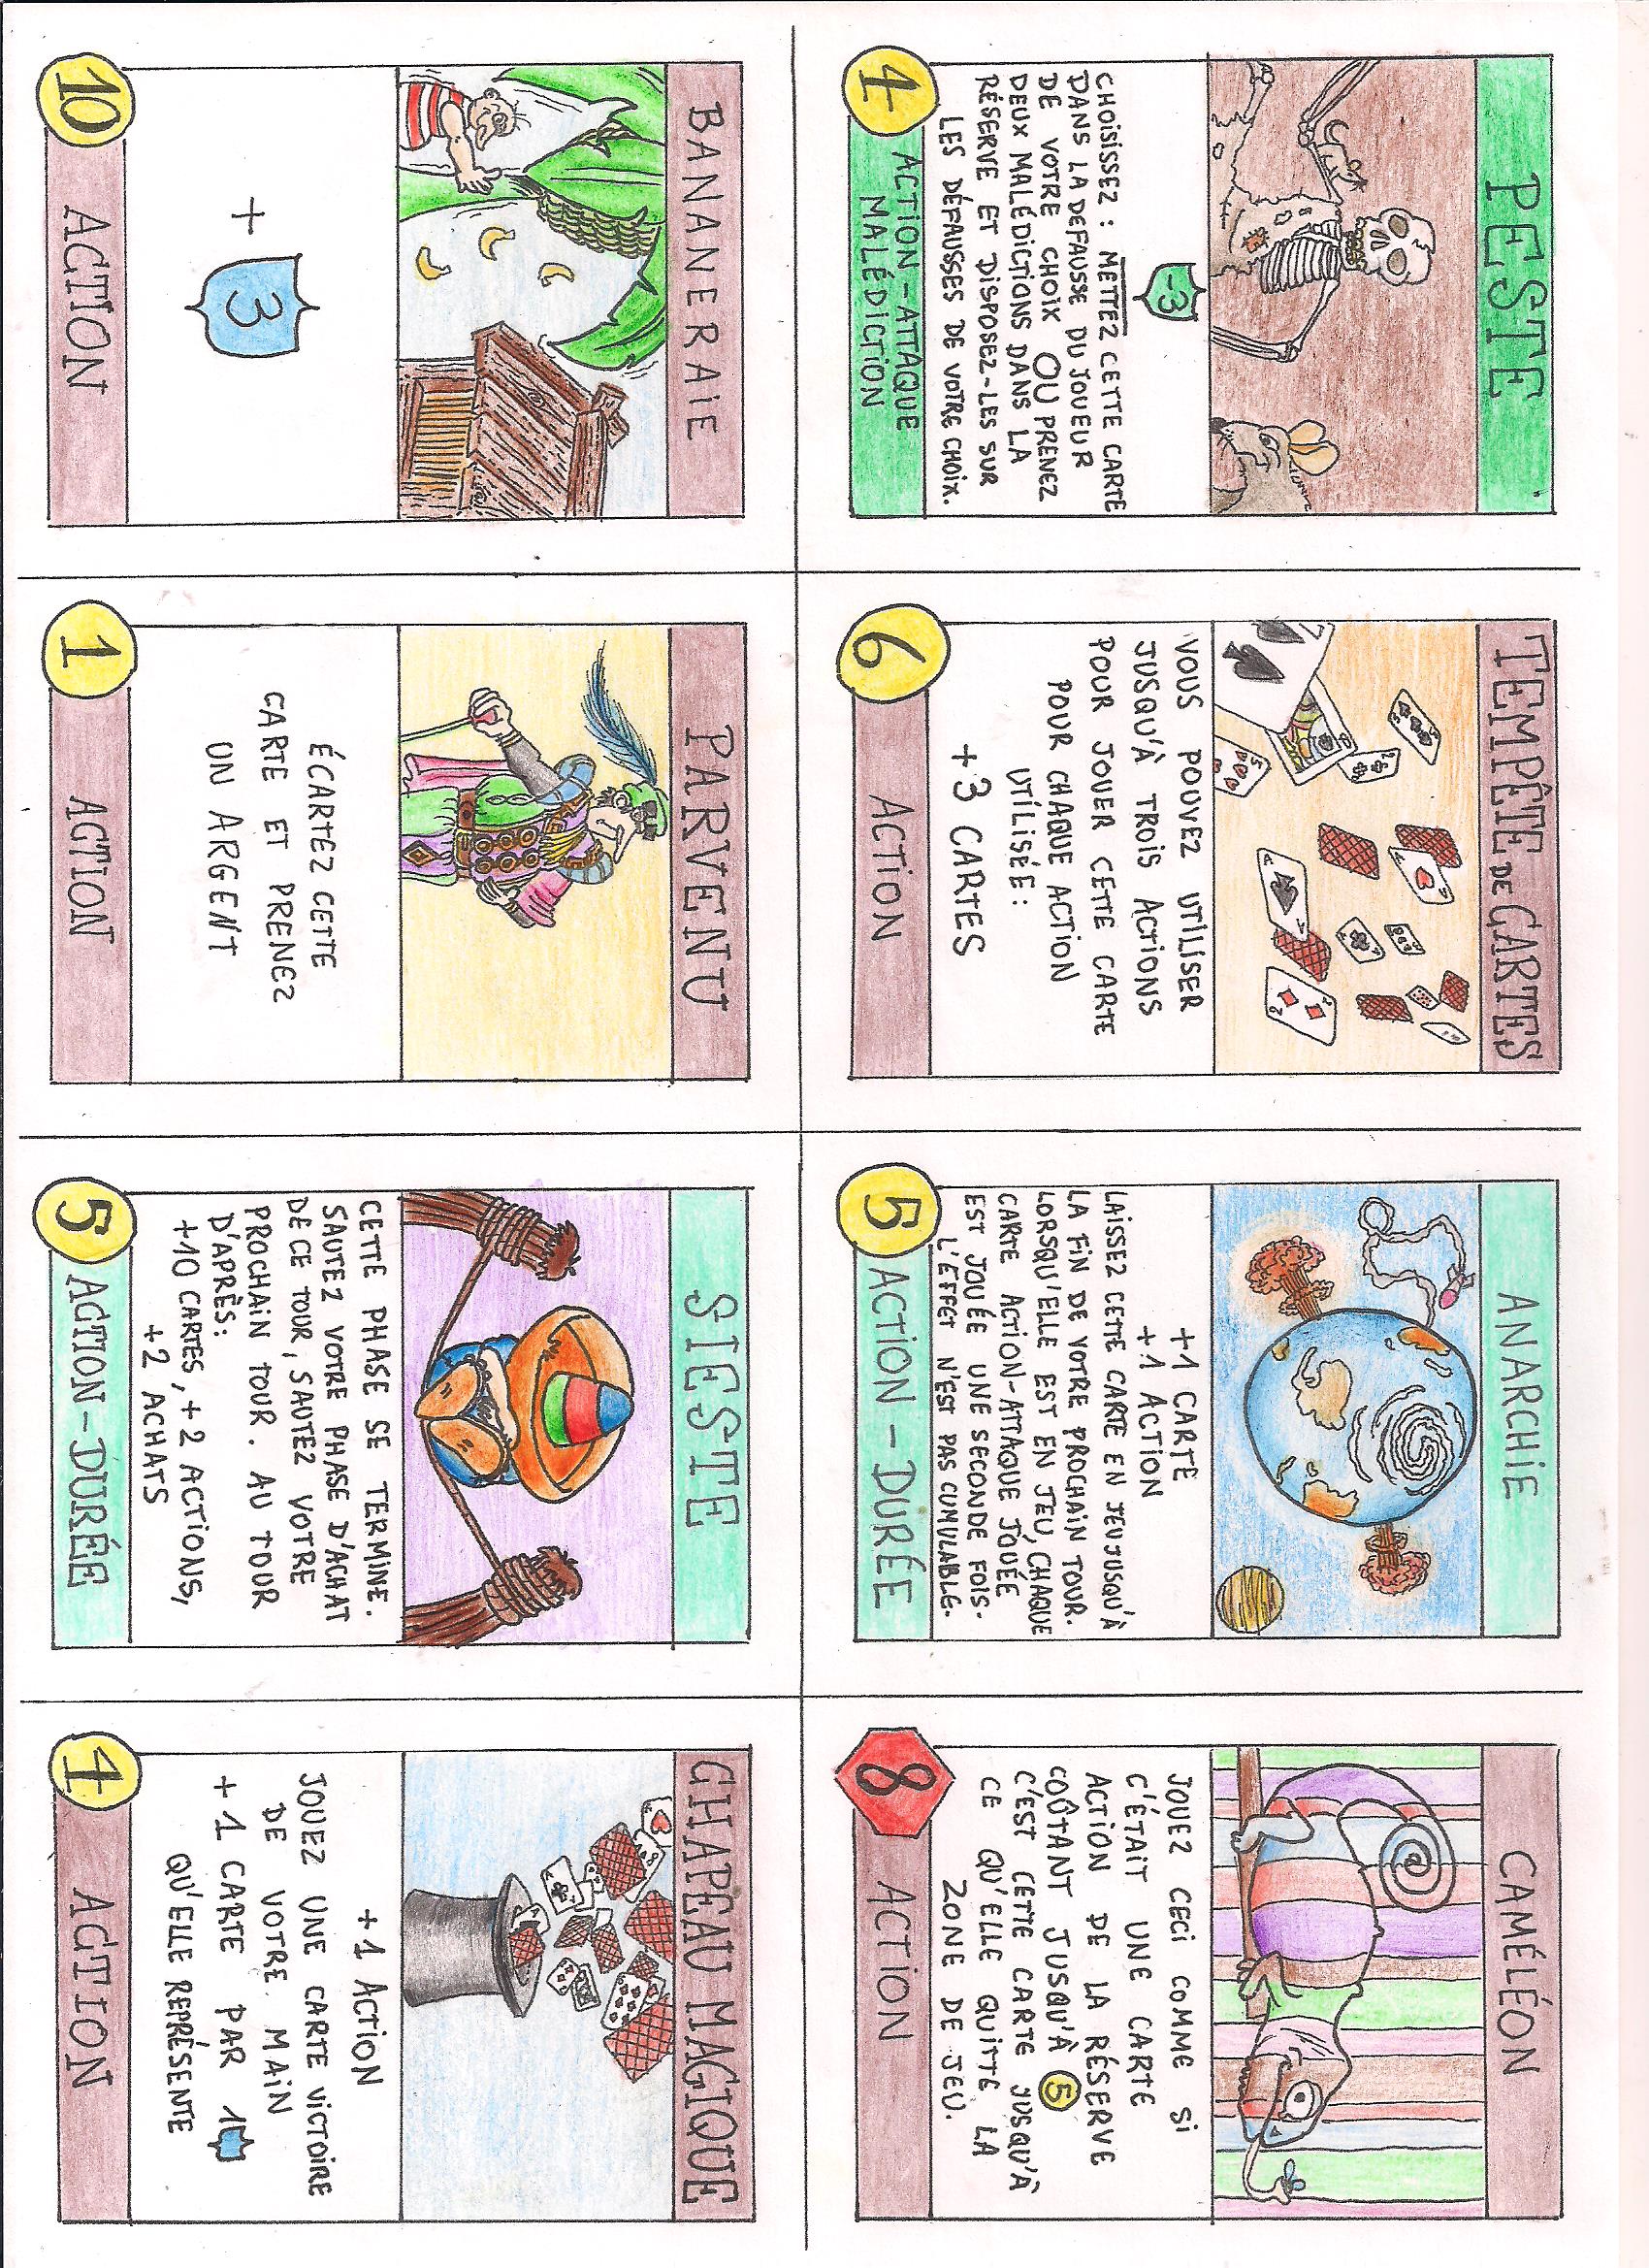 PESTE
-3
CHOISISSEZ : METTEZ CETTE CARTE
DANS LA DÉFAUSSE DU JOUEUR
DE VOTRE CHOIX OU PRENEZ
DEUX MALÉDICTIONS DANS LA
RÉSERVE ET DISPOSEZ-LES SUR
LES DÉFAUSSES DE VOTRE CHOIX.
4
ACTION-ATTAQUE
MALÉDICTION
TEMPÊTE DE CARTES
VOUS POUVEZ UTILISER
JUSQU'À TROIS ACTIONS
POUR JOUER CETTE CARTE
POUR CHAQUE ACTION
UTILISÉE :
+3 CARTES
6
ACTION
ANARCHIE
+1 CARTE
+1 ACTION
LAISSEZ CETTE CARTE EN JEU JUSQU'À
LA FIN DE VOTRE PROCHAIN TOUR.
LORSQU'ELLE EST EN JEU, CHAQUE
CARTE ACTION-ATTAQUE JOUÉE
EST JOUÉE UNE SECONDE FOIS.
L'EFFET N'EST PAS CUMULABLE.
5
ACTION-DURÉE
CAMÉLÉON
JOUEZ CECI COMME SI
C'ÉTAIT UNE CARTE
ACTION DE LA RÉSERVE
COÛTANT JUSQU'À 5
C'EST CETTE CARTE JUSQU'À
CE QU'ELLE QUITTE LA
ZONE DE JEU.
8
ACTION
BANANERAIE
+ 3
10
ACTION
PARVENU
ÉCARTEZ CETTE
CARTE ET PRENEZ
UN ARGENT
1
ACTION
SIESTE
CETTE PHASE SE TERMINE.
SAUTEZ VOTRE PHASE D'ACHAT
DE CE TOUR, SAUTEZ VOTRE
PROCHAIN TOUR. AU TOUR
D'APRÈS:
+10 CARTES, +2 ACTIONS,
+2 ACHATS
5
ACTION-DURÉE
CHAPEAU MAGIQUE
+1 ACTION
JOUEZ UNE CARTE VICTOIRE
DE VOTRE MAIN
+1 CARTE PAR 1
QU'ELLE REPRÉSENTE
4
ACTION